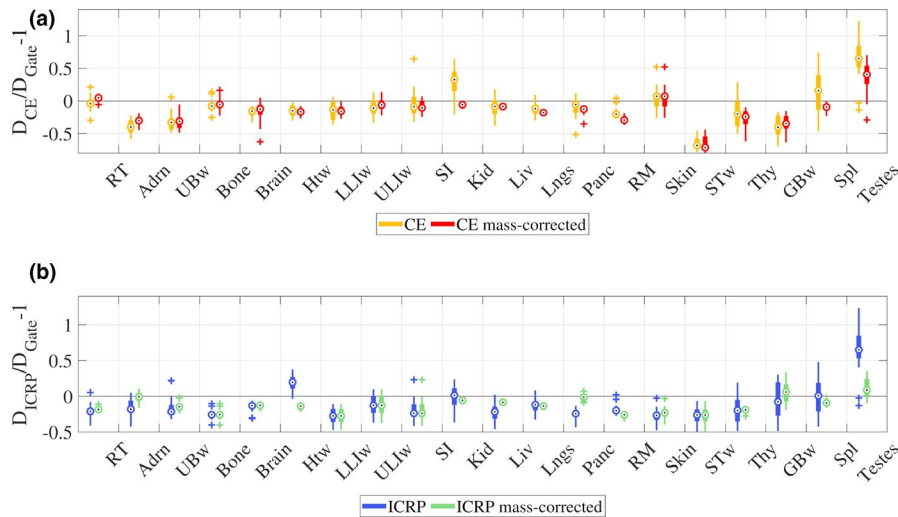 (a)
D_CE/D_Gate-1
1
0.5
0
-0.5
RT Adrn UBw Bone Brain Htw LLIw ULIw SI Kid Liv Lngs Panc RM Skin STw Thy GBw Spl Testes
CE CE mass-corrected
(b)
D_ICRP/D_Gate-1
1
0.5
0
-0.5
RT Adrn UBw Bone Brain Htw LLIw ULIw SI Kid Liv Lngs Panc RM Skin STw Thy GBw Spl Testes
ICRP ICRP mass-corrected